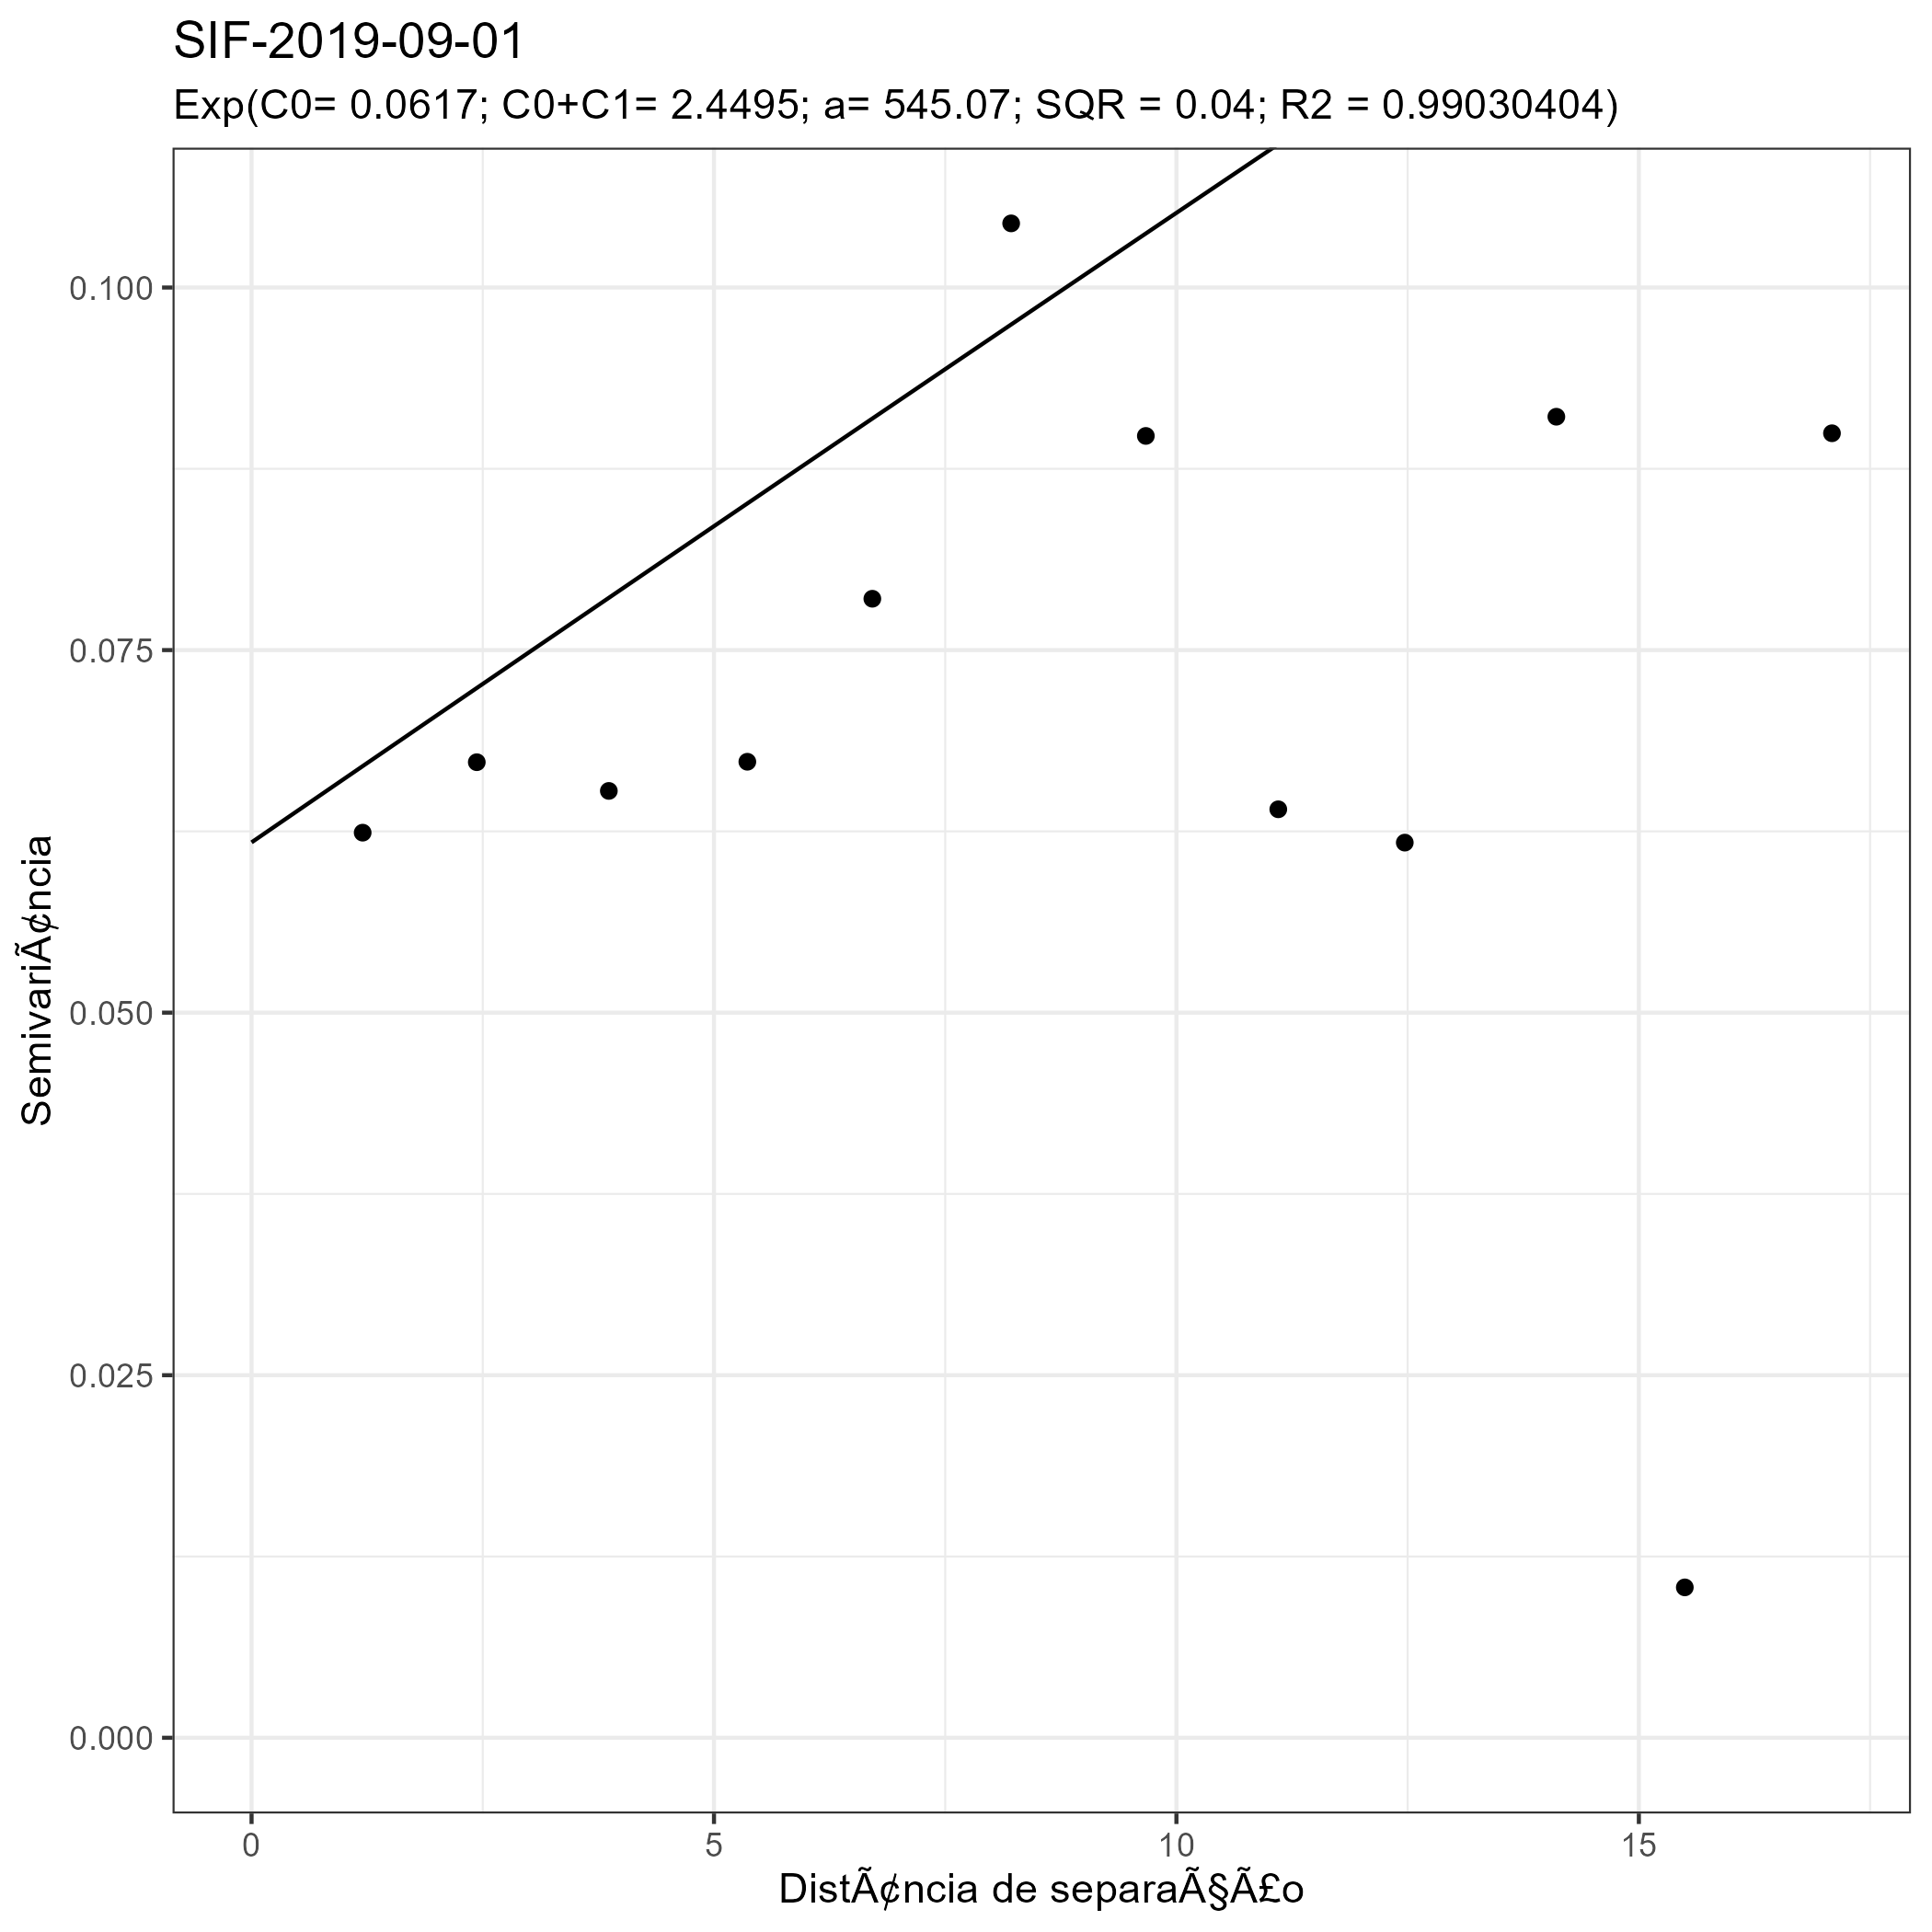 SIF-2019-09-01
Exp(C0= 0.0617; C0+C1= 2.4495; a= 545.07; SQR = 0.04; R2 = 0.99030404)
0.100
0.075
0.050
0.025
0.000
SemivariÃ¢ncia
0 5 10 15
DistÃ¢ncia de separaÃ§Ã£o